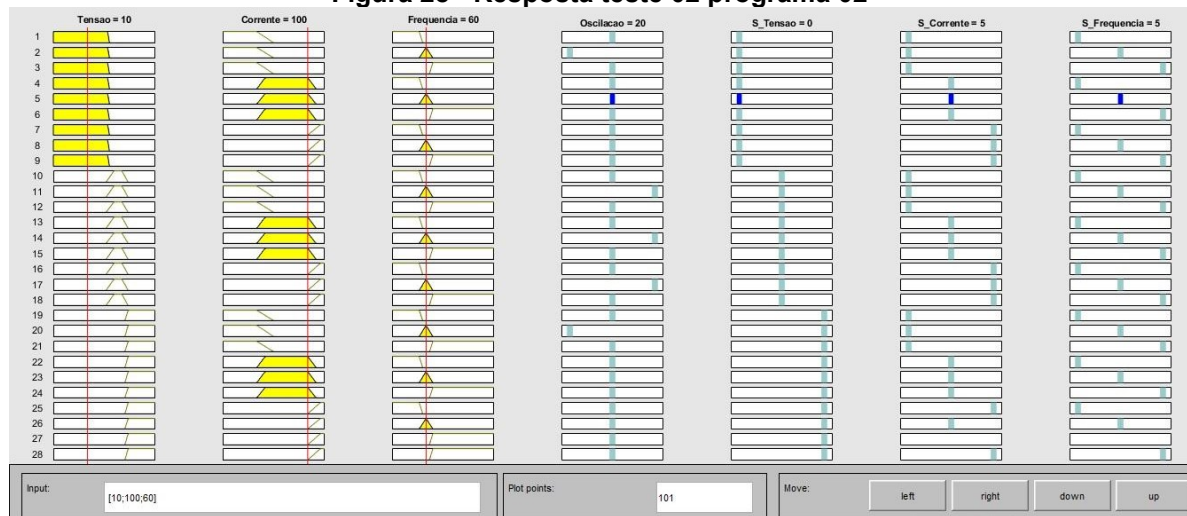 Figura 28 - Resposta teste 02 programa 02
Tensao = 10
Corrente = 100
Frequencia = 60
Oscilacao = 20
S_Tensao = 0
S_Corrente = 5
S_Frequencia = 5
1
2
3
4
5
6
7
8
9
10
11
12
13
14
15
16
17
18
19
20
21
22
23
24
25
26
27
28
Input:
[10;100;60]
Plot points:
101
Move:
left
right
down
up